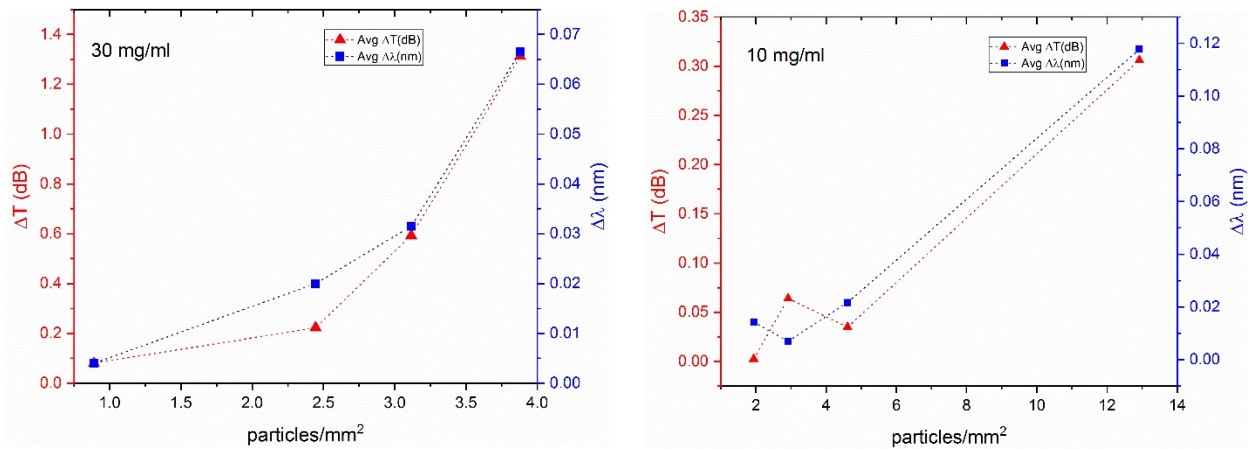 30 mg/ml
Avg ΔT(dB)
Avg Δλ(nm)
ΔT (dB)
1.4
1.2
1.0
0.8
0.6
0.4
0.2
0.0
0.07
0.06
0.05
0.04
0.03
0.02
0.01
0.00
Δλ (nm)
1.0 1.5 2.0 2.5 3.0 3.5 4.0
particles/mm²
10 mg/ml
Avg ΔT(dB)
Avg Δλ(nm)
ΔT (dB)
0.35
0.30
0.25
0.20
0.15
0.10
0.05
0.00
0.12
0.10
0.08
0.06
0.04
0.02
0.00
Δλ (nm)
2 4 6 8 10 12 14
particles/mm²